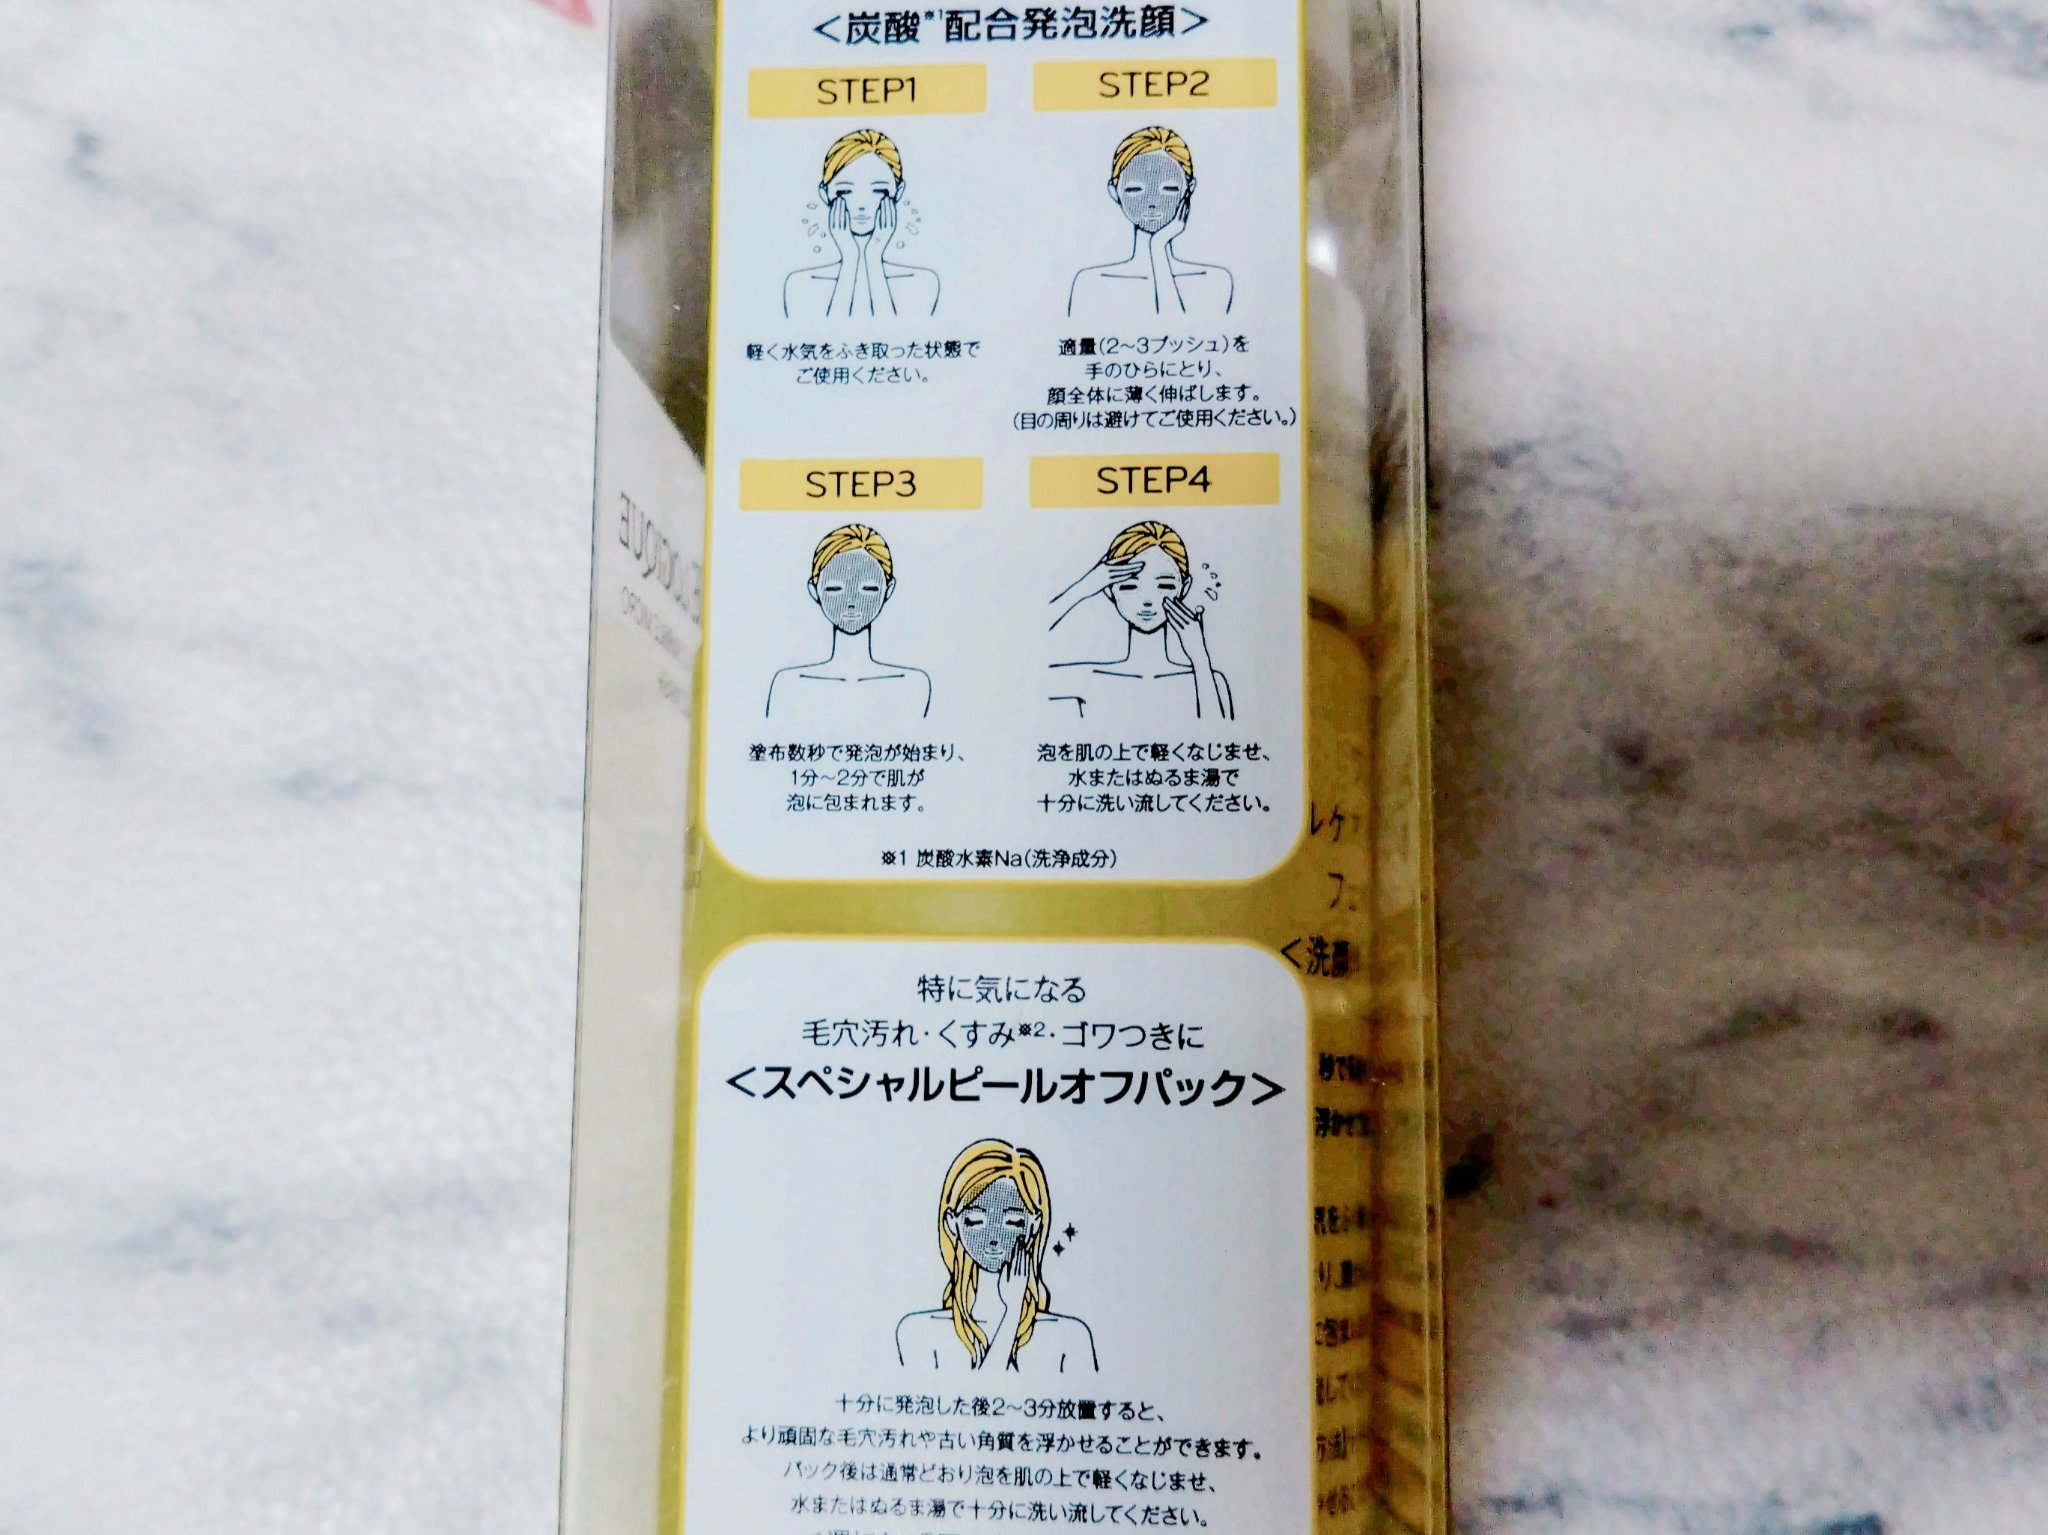 <炭酸※1配合発泡洗顔>
STEP1
軽く水気をふき取った状態で
ご使用ください。
STEP2
適量(2〜3プッシュ)を
手のひらにとり、
顔全体に薄く伸ばします。
(目の周りは避けてご使用ください。)
STEP3
塗布数秒で発泡が始まり、
1分〜2分で肌が
泡に包まれます。
STEP4
泡を肌の上で軽くなじませ、
水またはぬるま湯で
十分に洗い流してください。
※1 炭酸水素Na(洗浄成分)
特に気になる
毛穴汚れ・くすみ※2・ゴワつきに
<スペシャルピールオフパック>
十分に発泡した後2〜3分放置すると、
より頑固な毛穴汚れや古い角質を浮かせることができます。
パック後は通常どおり泡を肌の上で軽くなじませ、
水またはぬるま湯で十分に洗い流してください。
<洗顔